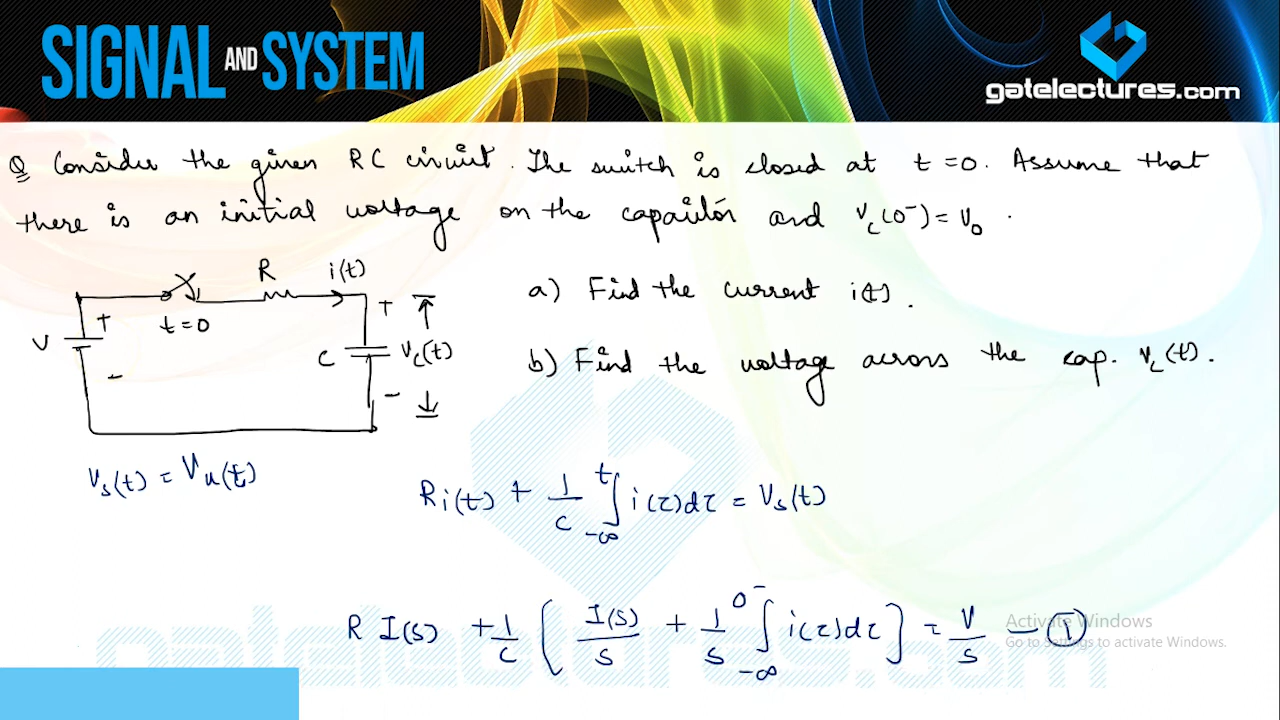 SIGNAL AND SYSTEM
gatelectures.com
Q Consider the given RC circuit. The switch is closed at t=0. Assume that
there is an initial voltage on the capacitor and V_c(0⁻) = V_0.
a) Find the current i(t).
b) Find the voltage across the cap. V_c(t).
R i(t)
+ t=0 +
V C V_c(t)
- -
V_s(t) = V u(t)
R i(t) + 1/C ∫_{-∞}^{t} i(τ)dτ = V_s(t)
R I(s) + 1/C [ I(s)/s + 1/s ∫_{-∞}^{0⁻} i(τ)dτ ] = V/s — ①
Activate Windows
Go to Settings to activate Windows.
gatelectures.com